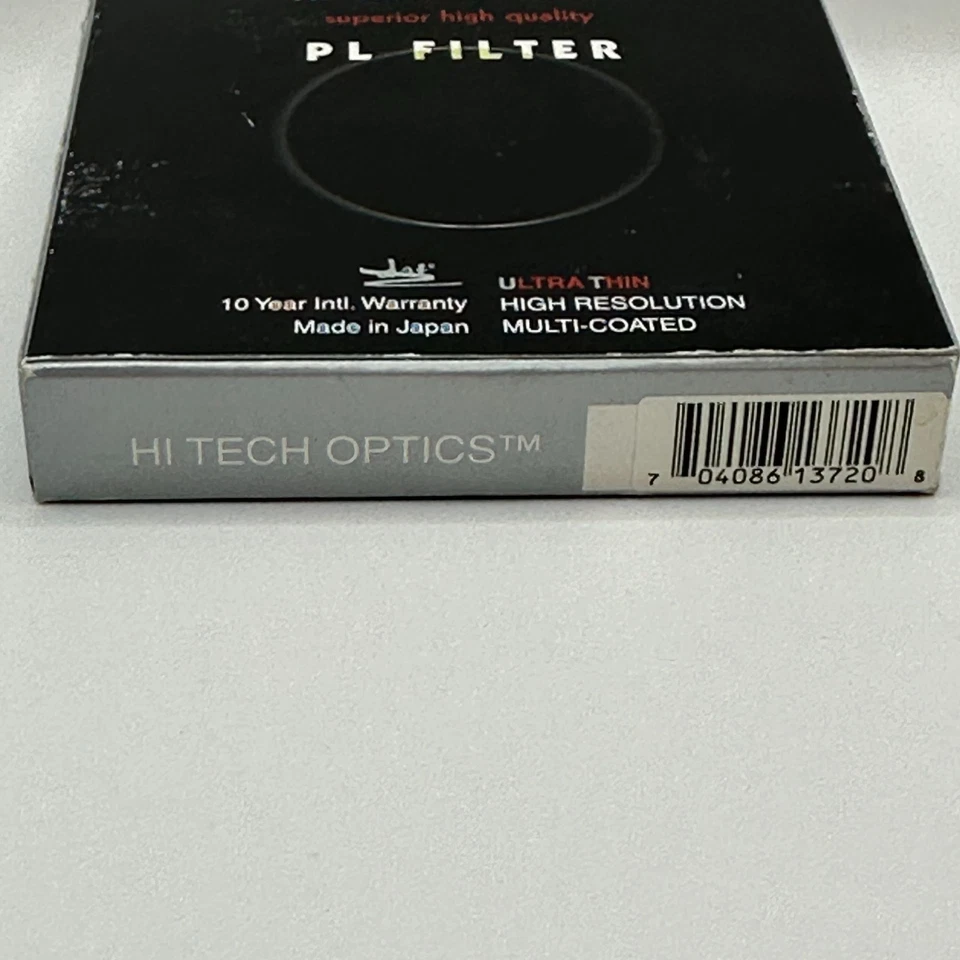 superior high quality
PL FILTER
10 Year Intl. Warranty
Made in Japan
ULTRA THIN
HIGH RESOLUTION
MULTI-COATED
HI TECH OPTICS™
7 04086 13720 8